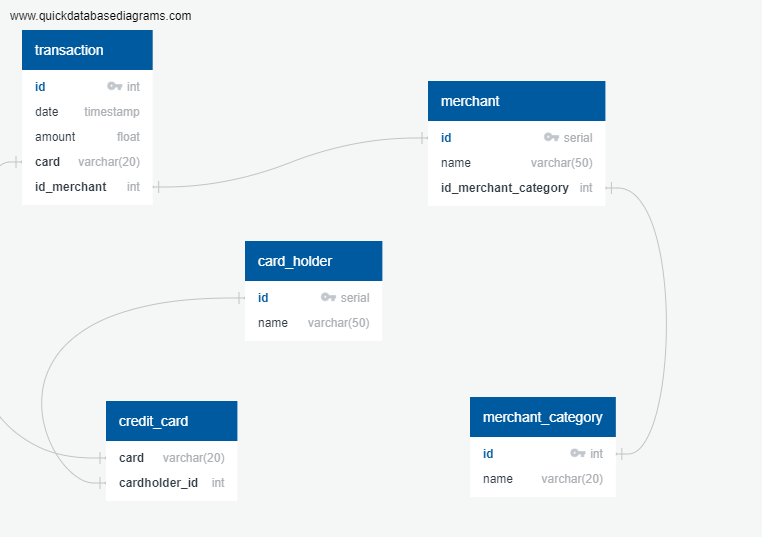 www.quickdatabasediagrams.com
transaction
id int
date timestamp
amount float
card varchar(20)
id_merchant int
merchant
id serial
name varchar(50)
id_merchant_category int
card_holder
id serial
name varchar(50)
credit_card
card varchar(20)
cardholder_id int
merchant_category
id int
name varchar(20)